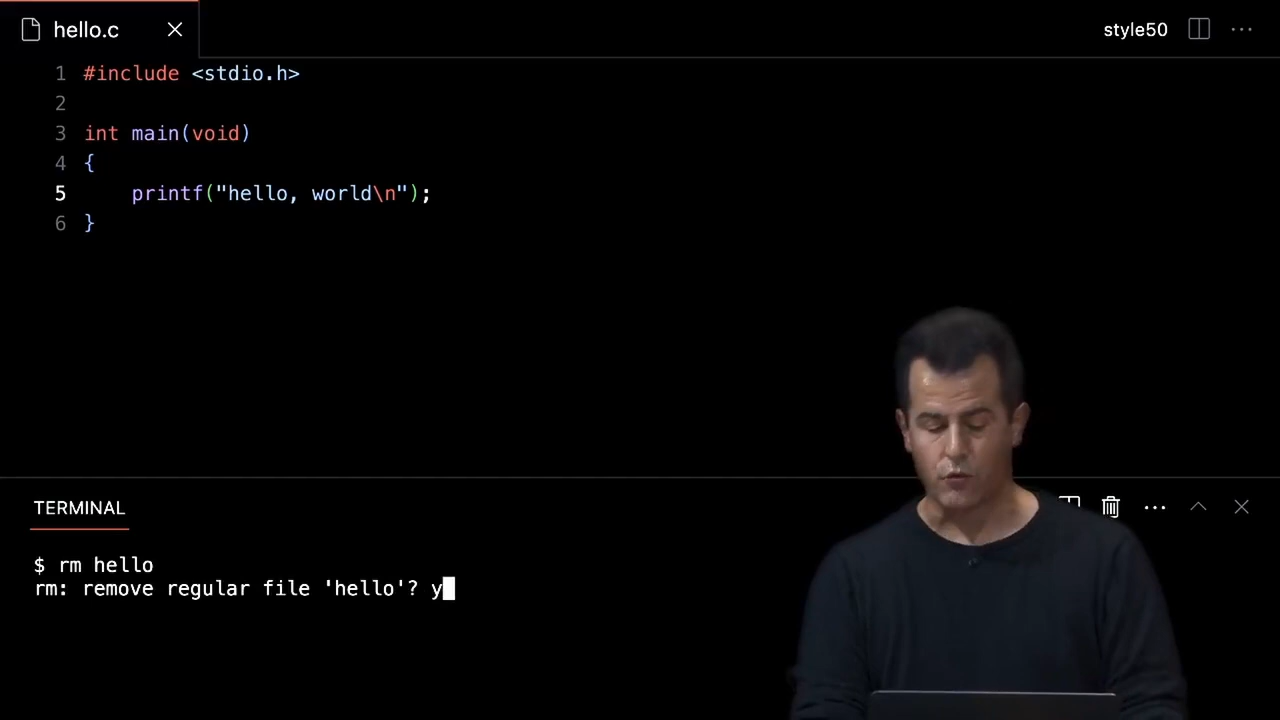 hello.c
style50
1 #include <stdio.h>
2
3 int main(void)
4 {
5     printf("hello, world\n");
6 }
TERMINAL
$ rm hello
rm: remove regular file 'hello'? y